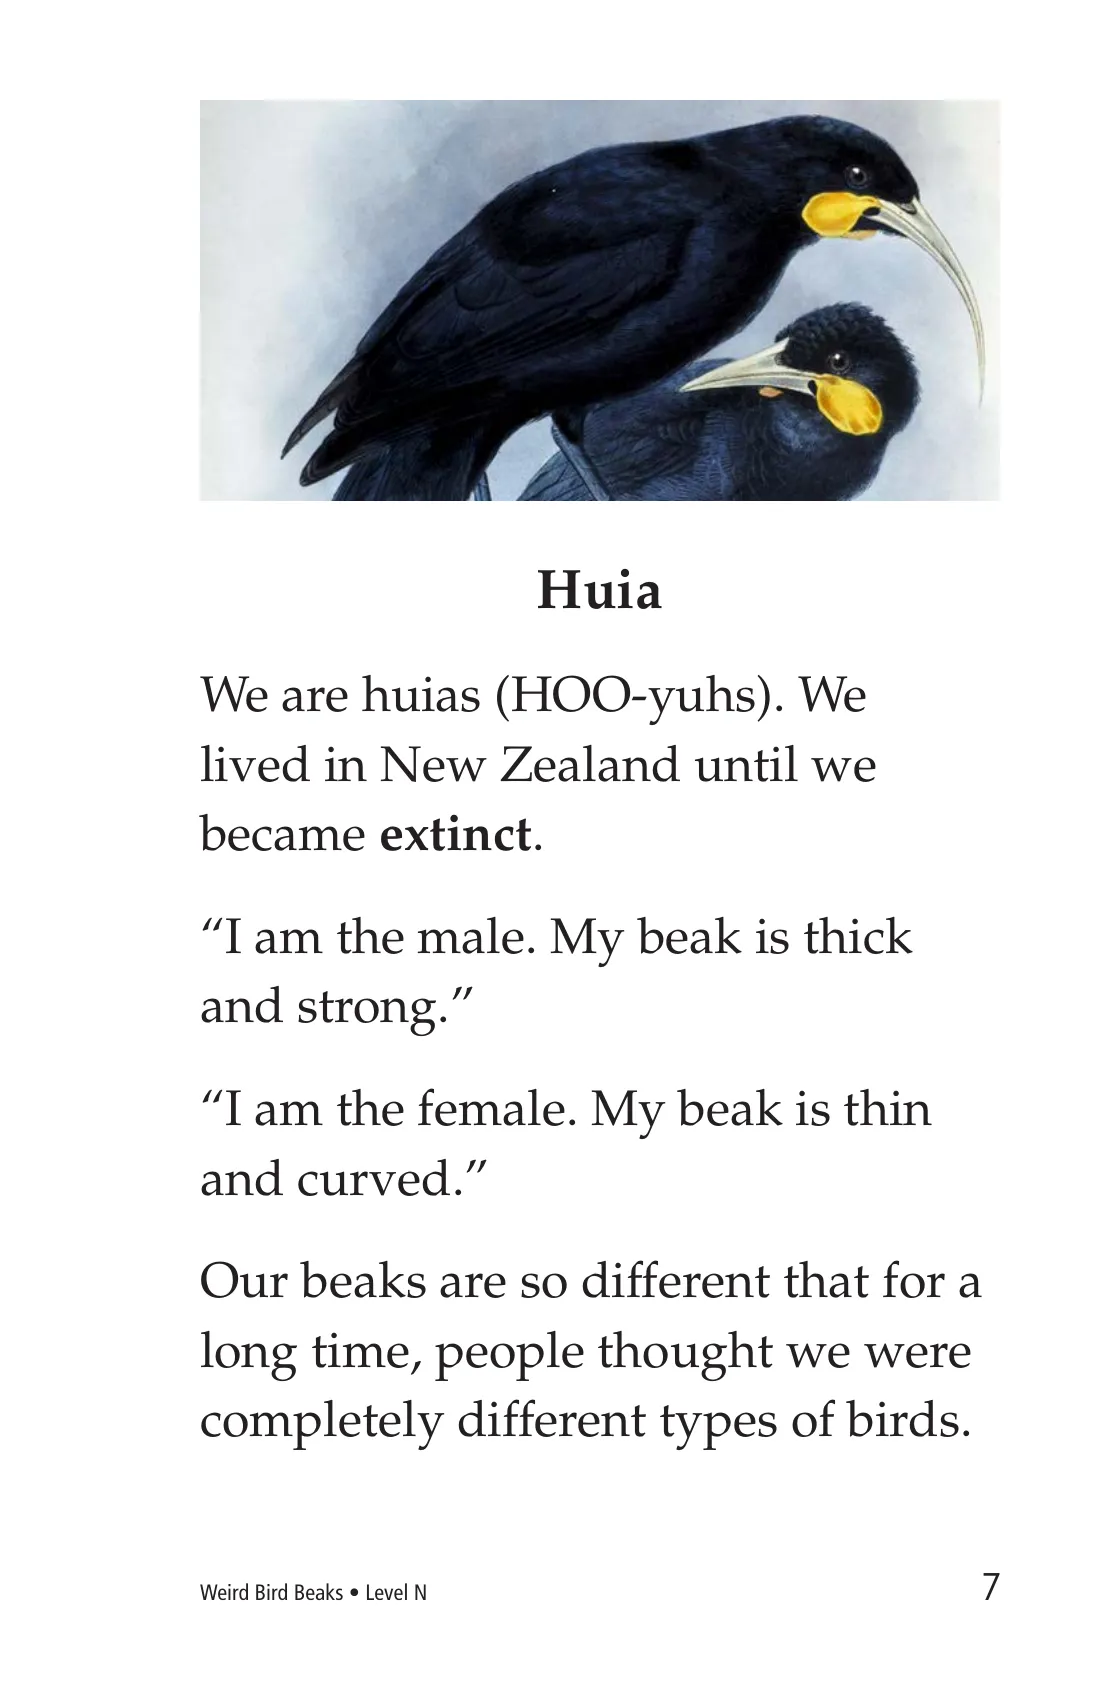 Huia
We are huias (HOO-yuhs). We
lived in New Zealand until we
became extinct.
“I am the male. My beak is thick
and strong.”
“I am the female. My beak is thin
and curved.”
Our beaks are so different that for a
long time, people thought we were
completely different types of birds.
Weird Bird Beaks • Level N
7